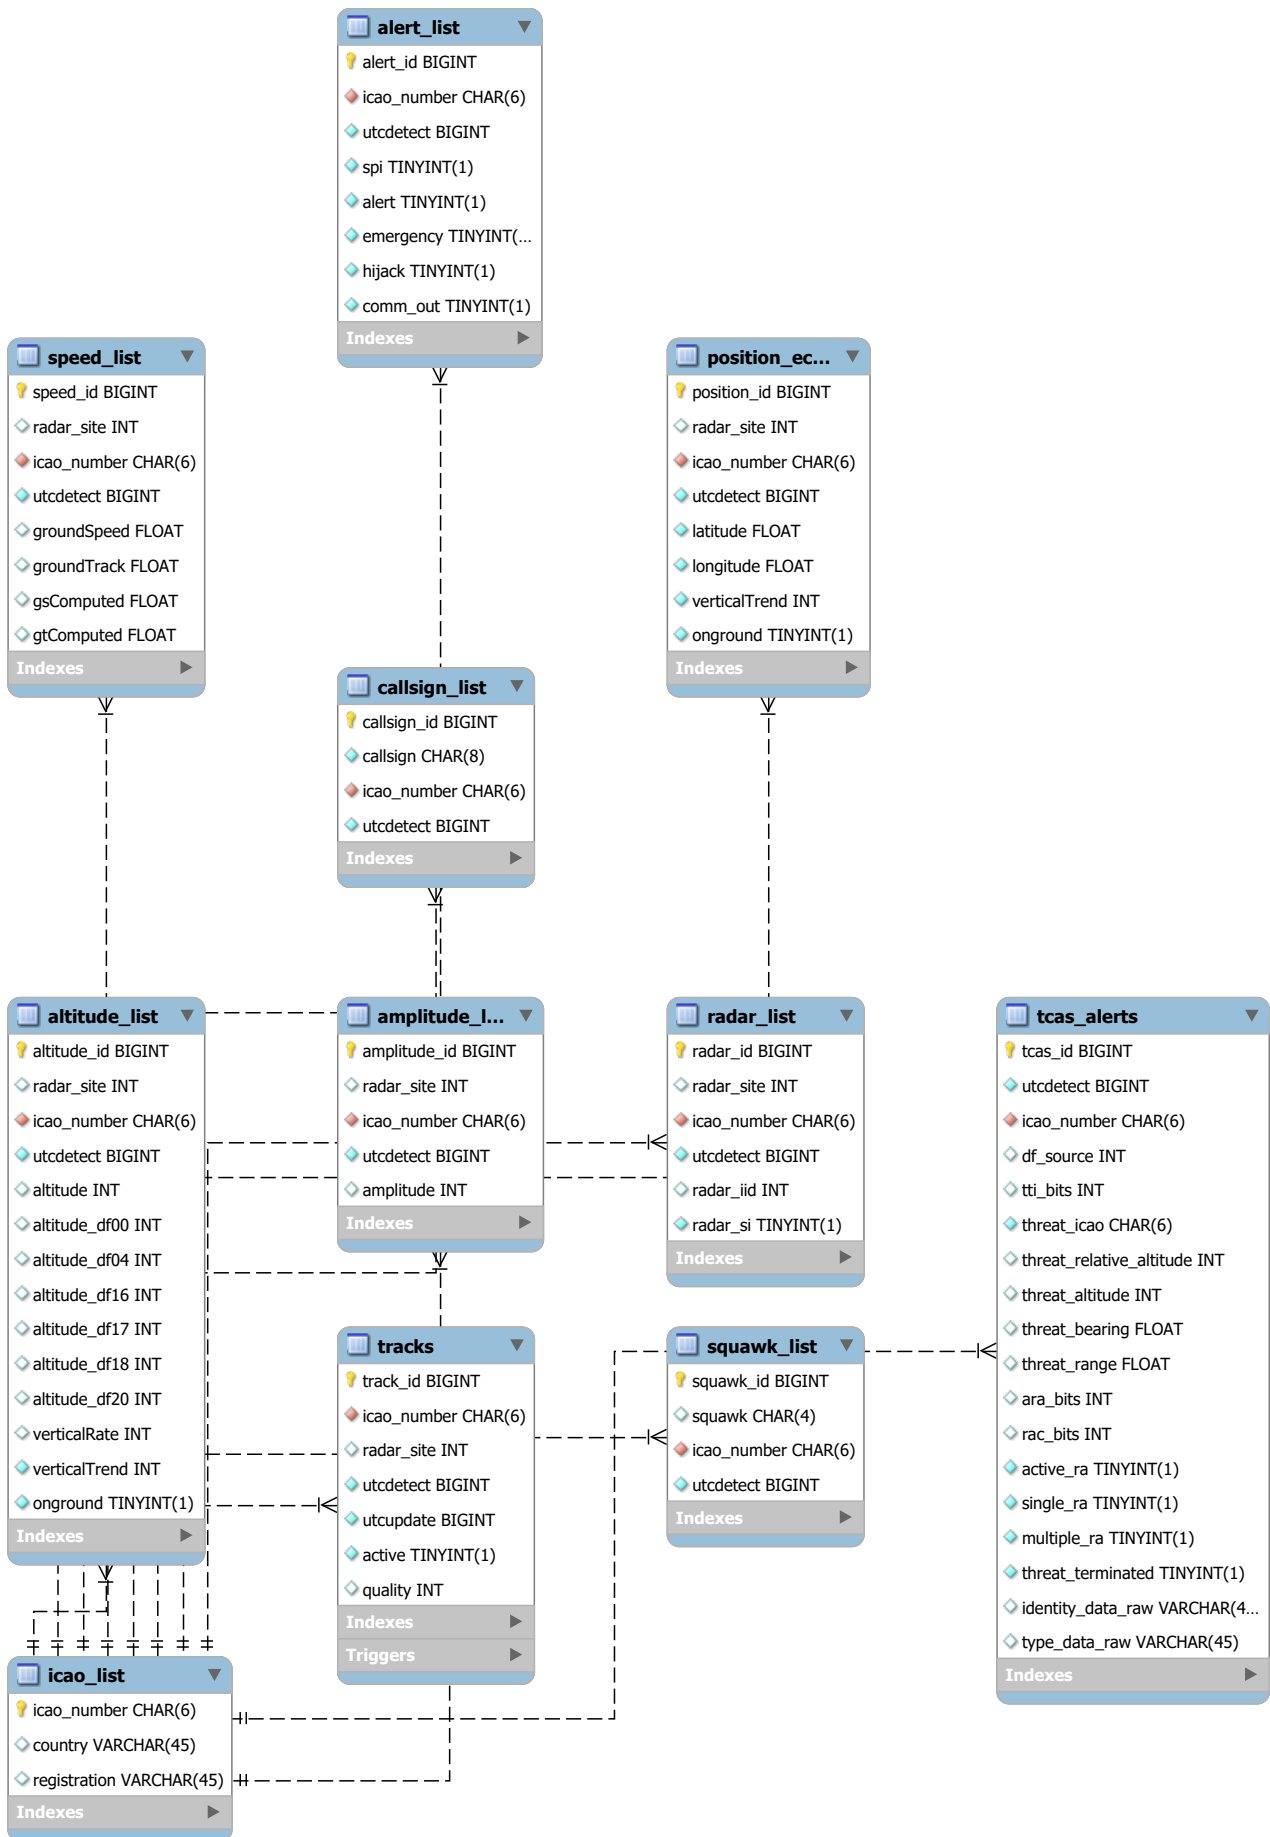 alert_list
alert_id BIGINT
icao_number CHAR(6)
utcdetect BIGINT
spi TINYINT(1)
alert TINYINT(1)
emergency TINYINT(...
hijack TINYINT(1)
comm_out TINYINT(1)
Indexes
speed_list
speed_id BIGINT
radar_site INT
icao_number CHAR(6)
utcdetect BIGINT
groundSpeed FLOAT
groundTrack FLOAT
gsComputed FLOAT
gtComputed FLOAT
Indexes
position_ec...
position_id BIGINT
radar_site INT
icao_number CHAR(6)
utcdetect BIGINT
latitude FLOAT
longitude FLOAT
verticalTrend INT
onground TINYINT(1)
Indexes
callsign_list
callsign_id BIGINT
callsign CHAR(8)
icao_number CHAR(6)
utcdetect BIGINT
Indexes
altitude_list
altitude_id BIGINT
radar_site INT
icao_number CHAR(6)
utcdetect BIGINT
altitude INT
altitude_df00 INT
altitude_df04 INT
altitude_df16 INT
altitude_df17 INT
altitude_df18 INT
altitude_df20 INT
verticalRate INT
verticalTrend INT
onground TINYINT(1)
Indexes
amplitude_l...
amplitude_id BIGINT
radar_site INT
icao_number CHAR(6)
utcdetect BIGINT
amplitude INT
Indexes
radar_list
radar_id BIGINT
radar_site INT
icao_number CHAR(6)
utcdetect BIGINT
radar_iid INT
radar_si TINYINT(1)
Indexes
tcas_alerts
tcas_id BIGINT
utcdetect BIGINT
icao_number CHAR(6)
df_source INT
tti_bits INT
threat_icao CHAR(6)
threat_relative_altitude INT
threat_altitude INT
threat_bearing FLOAT
threat_range FLOAT
ara_bits INT
rac_bits INT
active_ra TINYINT(1)
single_ra TINYINT(1)
multiple_ra TINYINT(1)
threat_terminated TINYINT(1)
identity_data_raw VARCHAR(4...
type_data_raw VARCHAR(45)
Indexes
tracks
track_id BIGINT
icao_number CHAR(6)
radar_site INT
utcdetect BIGINT
utcupdate BIGINT
active TINYINT(1)
quality INT
Indexes
Triggers
squawk_list
squawk_id BIGINT
squawk CHAR(4)
icao_number CHAR(6)
utcdetect BIGINT
Indexes
icao_list
icao_number CHAR(6)
country VARCHAR(45)
registration VARCHAR(45)
Indexes